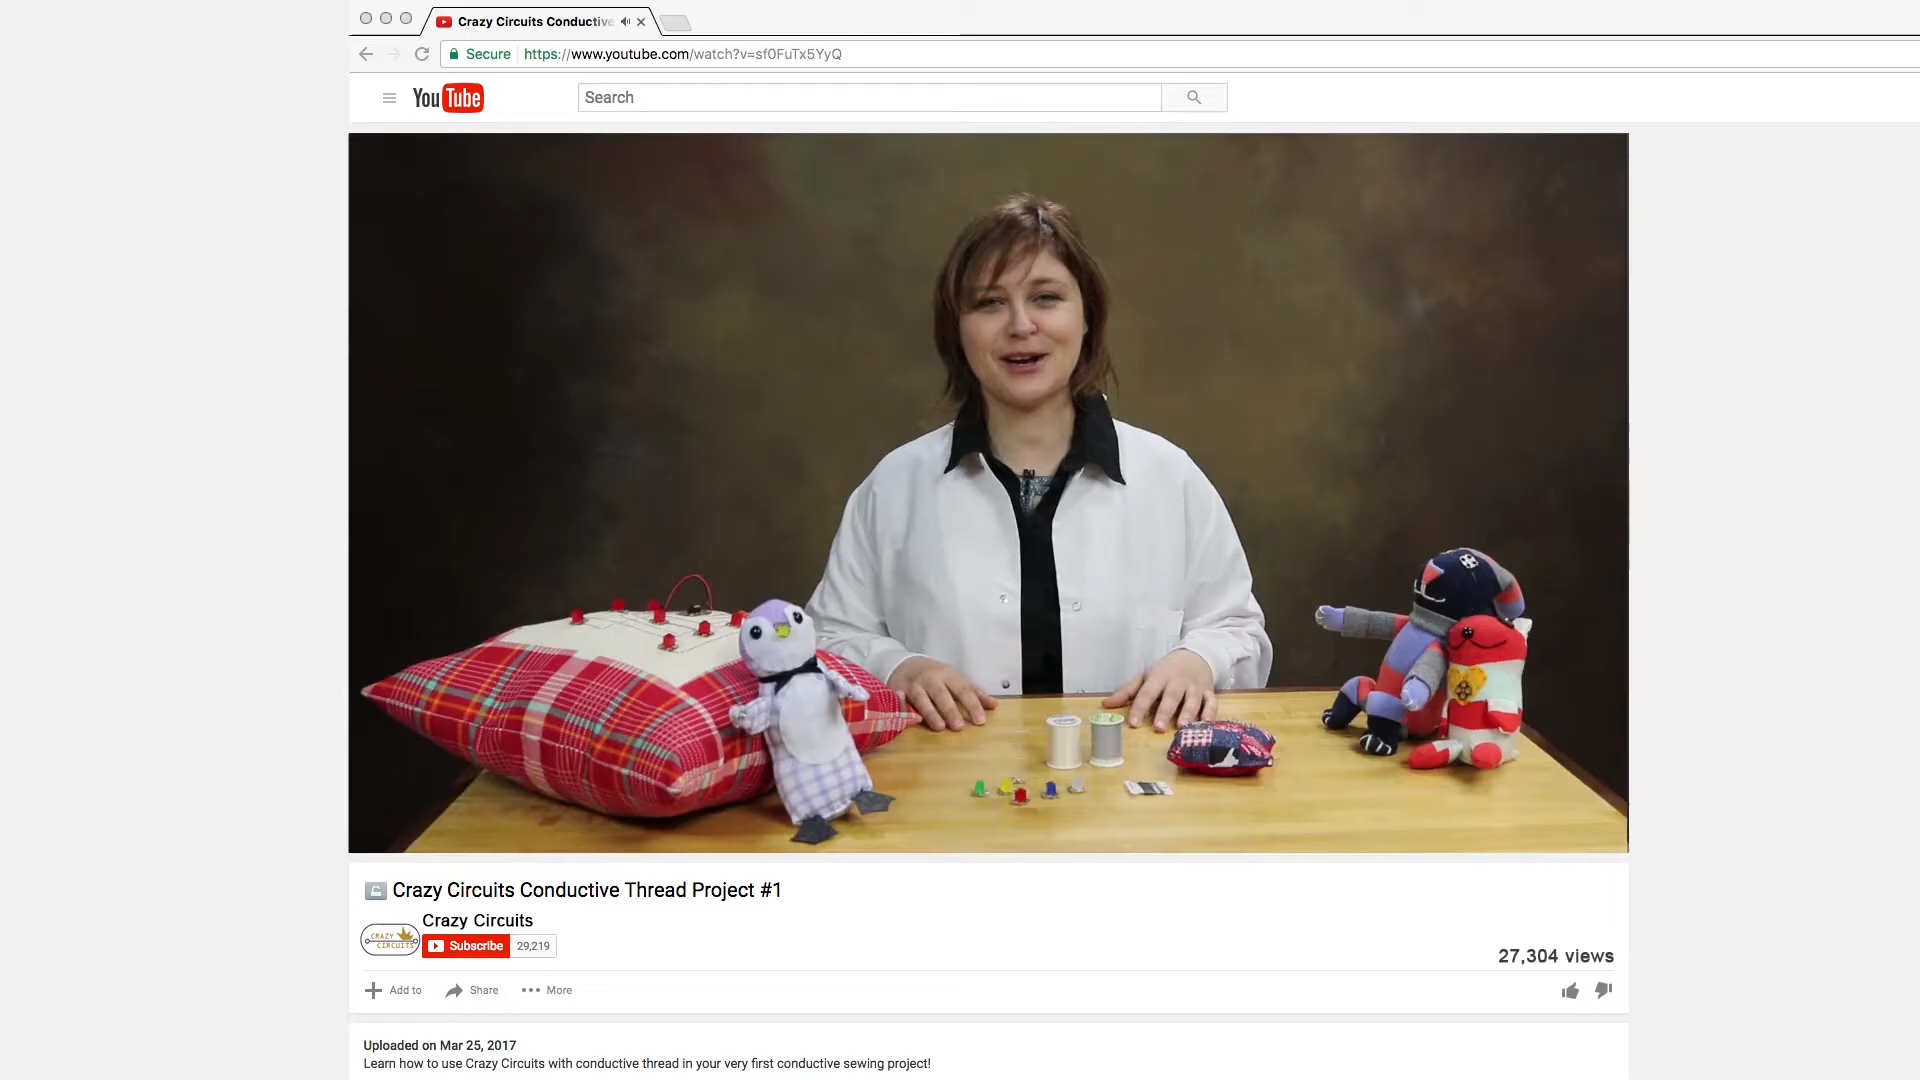 Crazy Circuits Conductive
Secure https://www.youtube.com/watch?v=sf0FuTx5YyQ
YouTube
Search
Crazy Circuits Conductive Thread Project #1
Crazy Circuits
CRAZY
CIRCUITS
Subscribe 29,219
27,304 views
Add to Share More
Uploaded on Mar 25, 2017
Learn how to use Crazy Circuits with conductive thread in your very first conductive sewing project!